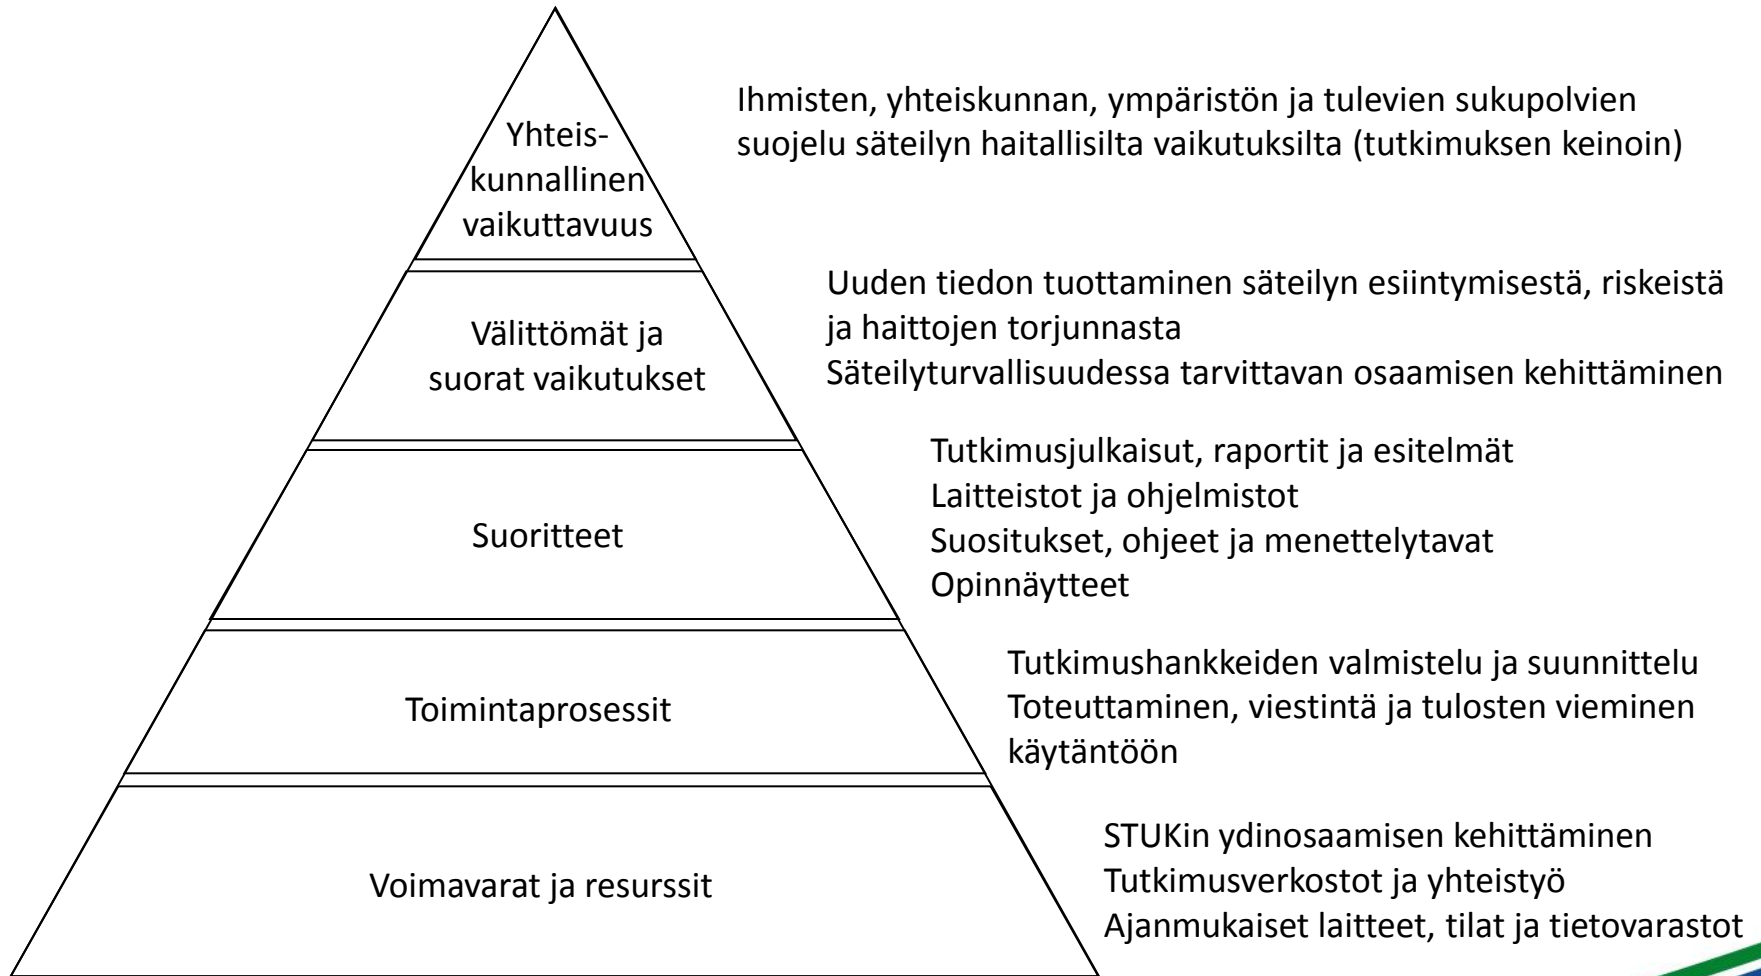 Yhteis-
kunnallinen
vaikuttavuus
Ihmisten, yhteiskunnan, ympäristön ja tulevien sukupolvien
suojelu säteilyn haitallisilta vaikutuksilta (tutkimuksen keinoin)
Välittömät ja
suorat vaikutukset
Uuden tiedon tuottaminen säteilyn esiintymisestä, riskeistä
ja haittojen torjunnasta
Säteilyturvallisuudessa tarvittavan osaamisen kehittäminen
Suoritteet
Tutkimusjulkaisut, raportit ja esitelmät
Laitteistot ja ohjelmistot
Suositukset, ohjeet ja menettelytavat
Opinnäytteet
Toimintaprosessit
Tutkimushankkeiden valmistelu ja suunnittelu
Toteuttaminen, viestintä ja tulosten vieminen
käytäntöön
Voimavarat ja resurssit
STUKin ydinosaamisen kehittäminen
Tutkimusverkostot ja yhteistyö
Ajanmukaiset laitteet, tilat ja tietovarastot